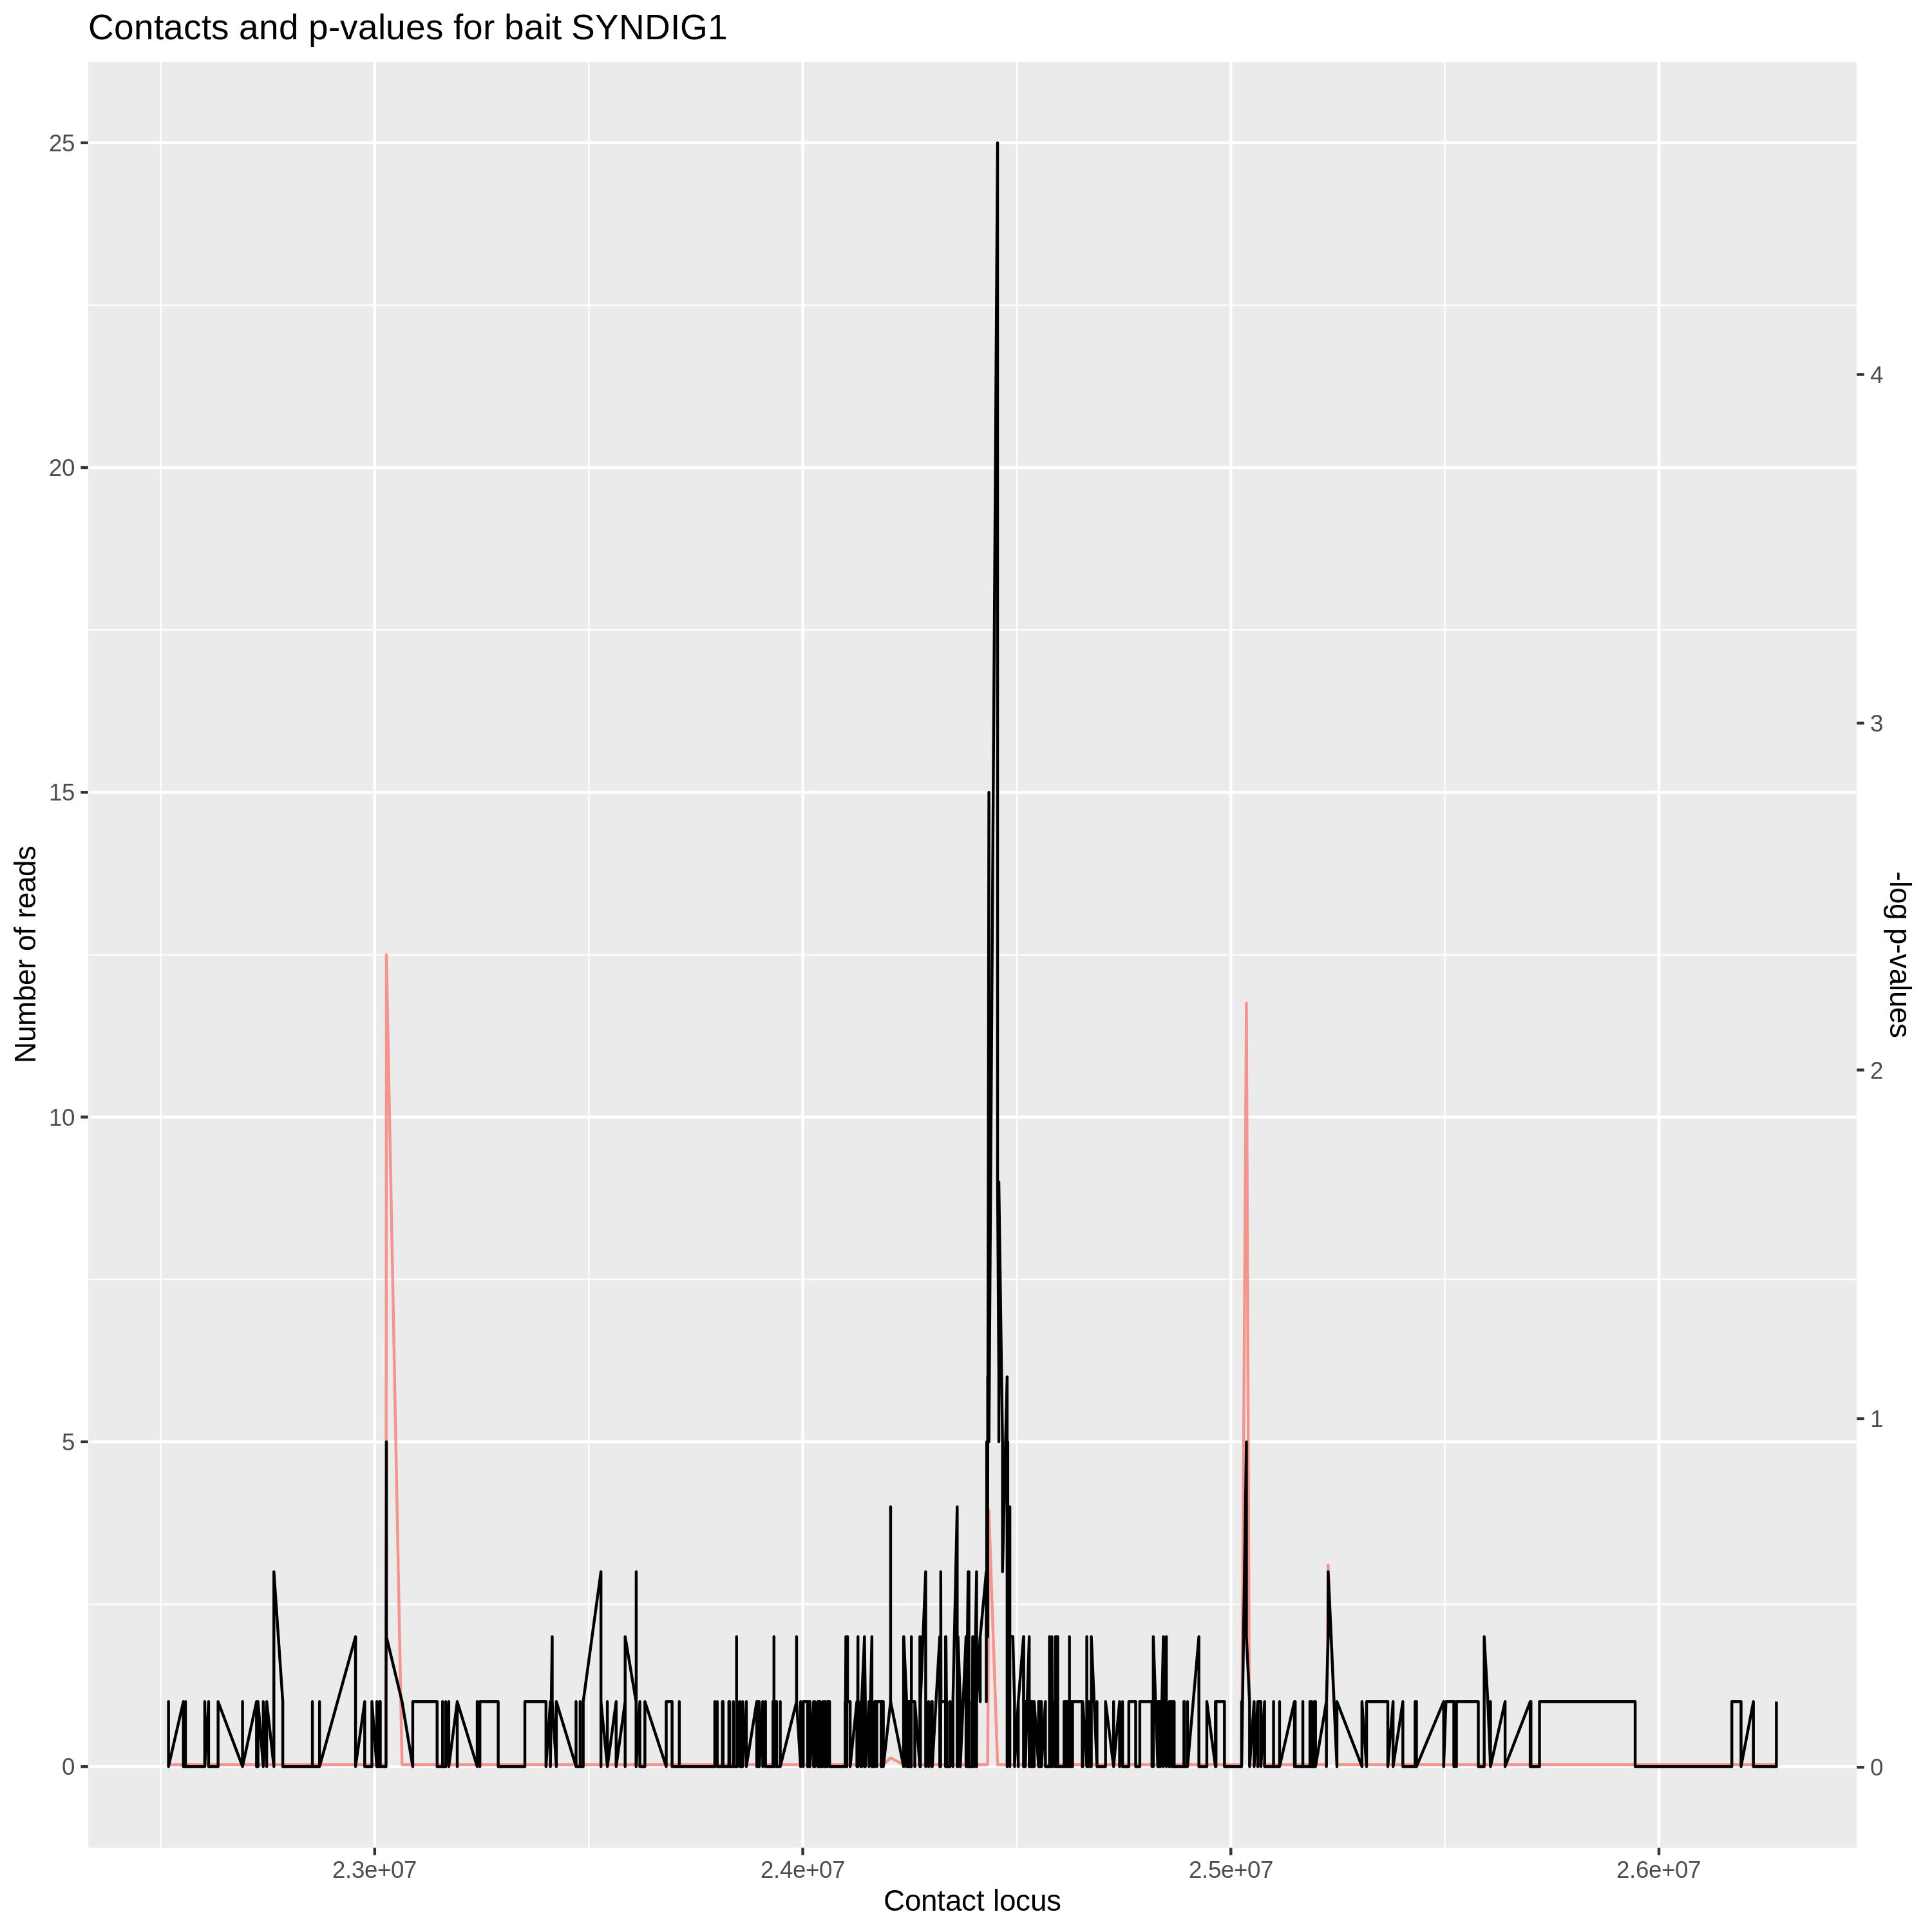 Contacts and p-values for bait SYNDIG1
25
20
15
10
5
0
Number of reads
4
3
2
1
0
-log p-values
2.3e+07 2.4e+07 2.5e+07 2.6e+07
Contact locus